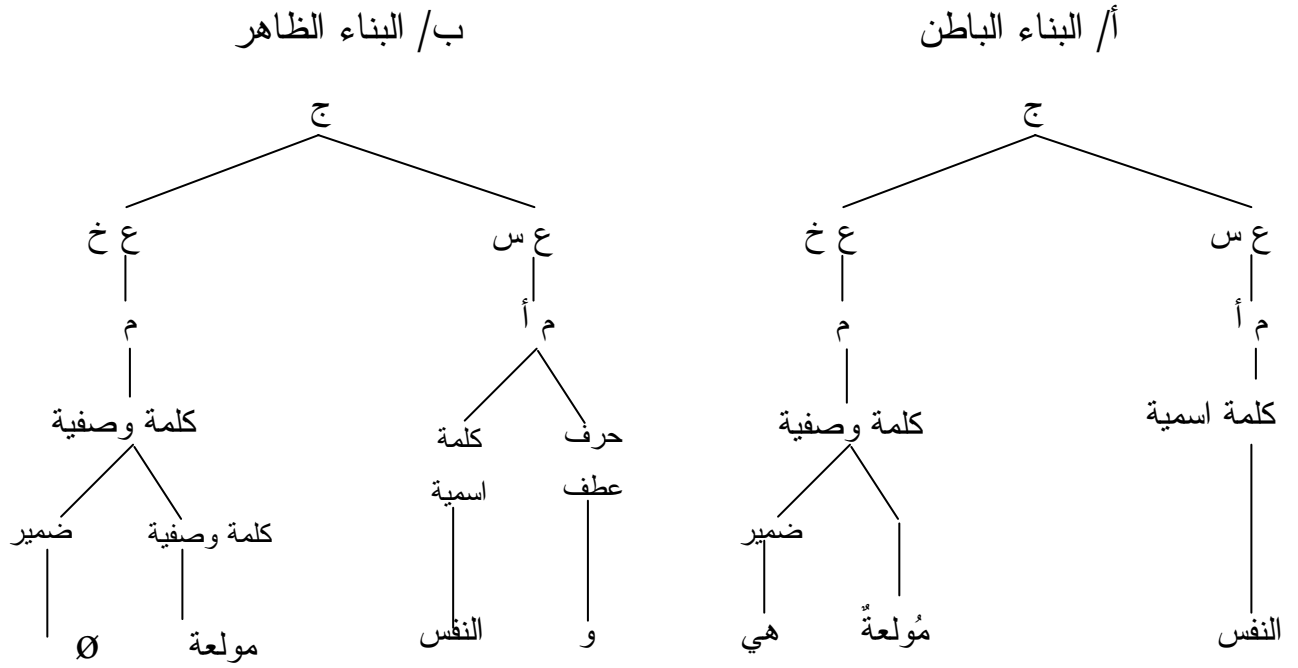 أ/ البناء الباطن
ج
ع س ع خ
م أ م
كلمة اسمية كلمة وصفية
ضمير
النفس مُولعةٌ هي
ب/ البناء الظاهر
ج
ع س ع خ
م أ م
حرف عطف كلمة اسمية كلمة وصفية
كلمة وصفية ضمير
و النفس مولعة Ø